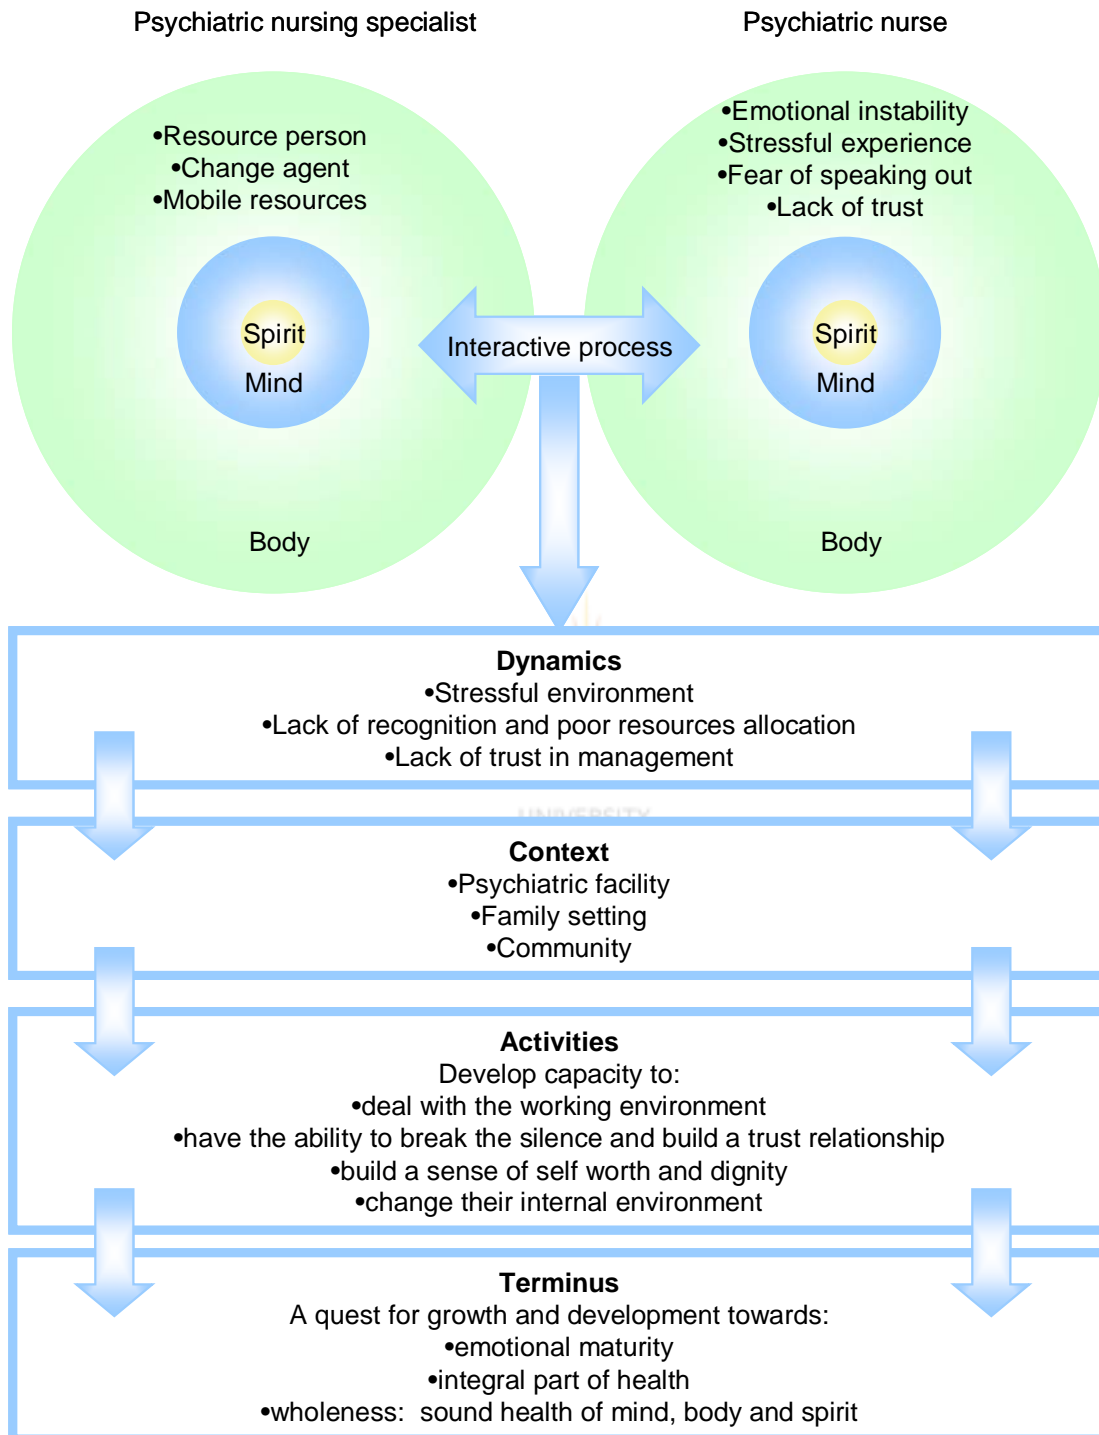 Psychiatric nursing specialist
Psychiatric nurse
•Resource person
•Change agent
•Mobile resources
•Emotional instability
•Stressful experience
•Fear of speaking out
•Lack of trust
Spirit
Mind
Body
Interactive process
Spirit
Mind
Body
Dynamics
•Stressful environment
•Lack of recognition and poor resources allocation
•Lack of trust in management
UNIVERSITY
Context
•Psychiatric facility
•Family setting
•Community
Activities
Develop capacity to:
•deal with the working environment
•have the ability to break the silence and build a trust relationship
•build a sense of self worth and dignity
•change their internal environment
Terminus
A quest for growth and development towards:
•emotional maturity
•integral part of health
•wholeness:  sound health of mind, body and spirit